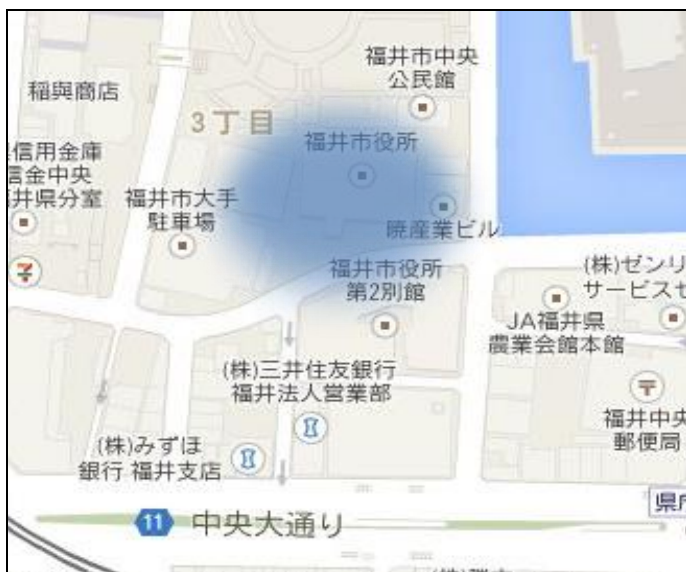 福井市中央
公民館
稲與商店
3丁目
福井市役所
信用金庫
信金中央
井県分室
福井市大手
駐車場
暁産業ビル
福井市役所
第2別館
(株)ゼンリ
サービスセ
JA福井県
農業会館本館
(株)三井住友銀行
福井法人営業部
福井中央
郵便局
(株)みずほ
銀行 福井支店
県庁
11 中央大通り